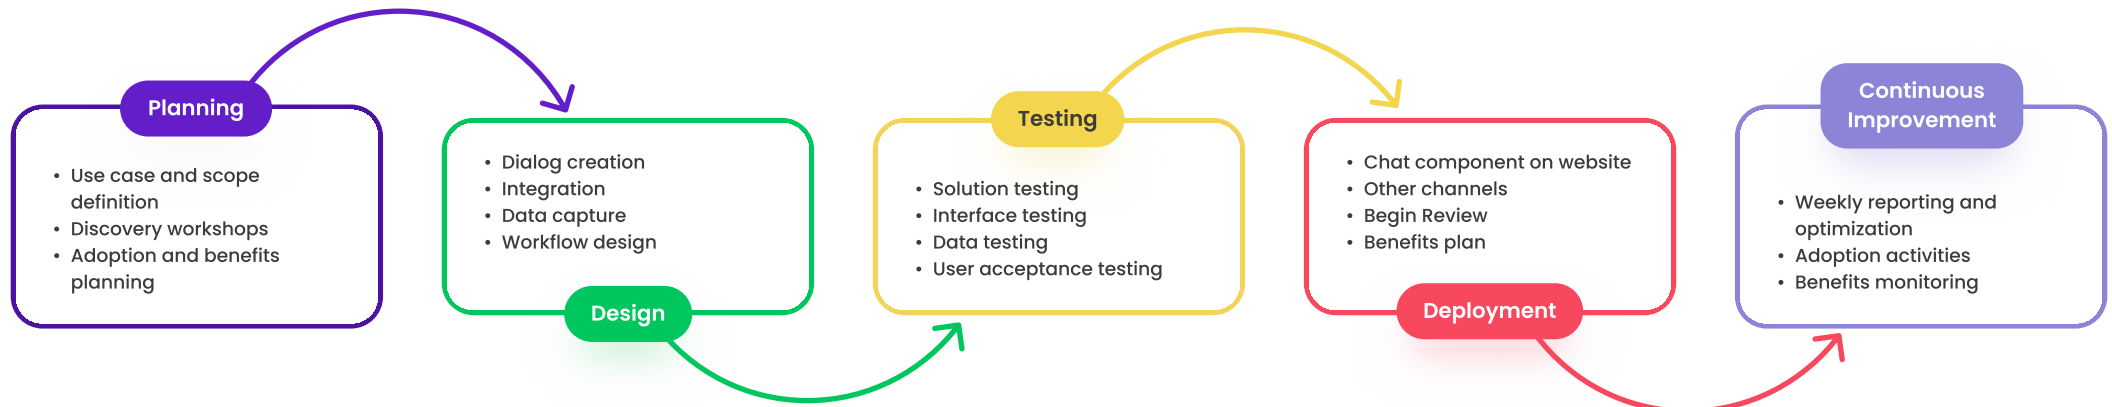 Planning
• Use case and scope
definition
• Discovery workshops
• Adoption and benefits
planning
• Dialog creation
• Integration
• Data capture
• Workflow design
Design
Testing
• Solution testing
• Interface testing
• Data testing
• User acceptance testing
• Chat component on website
• Other channels
• Begin Review
• Benefits plan
Deployment
Continuous
Improvement
• Weekly reporting and
optimization
• Adoption activities
• Benefits monitoring